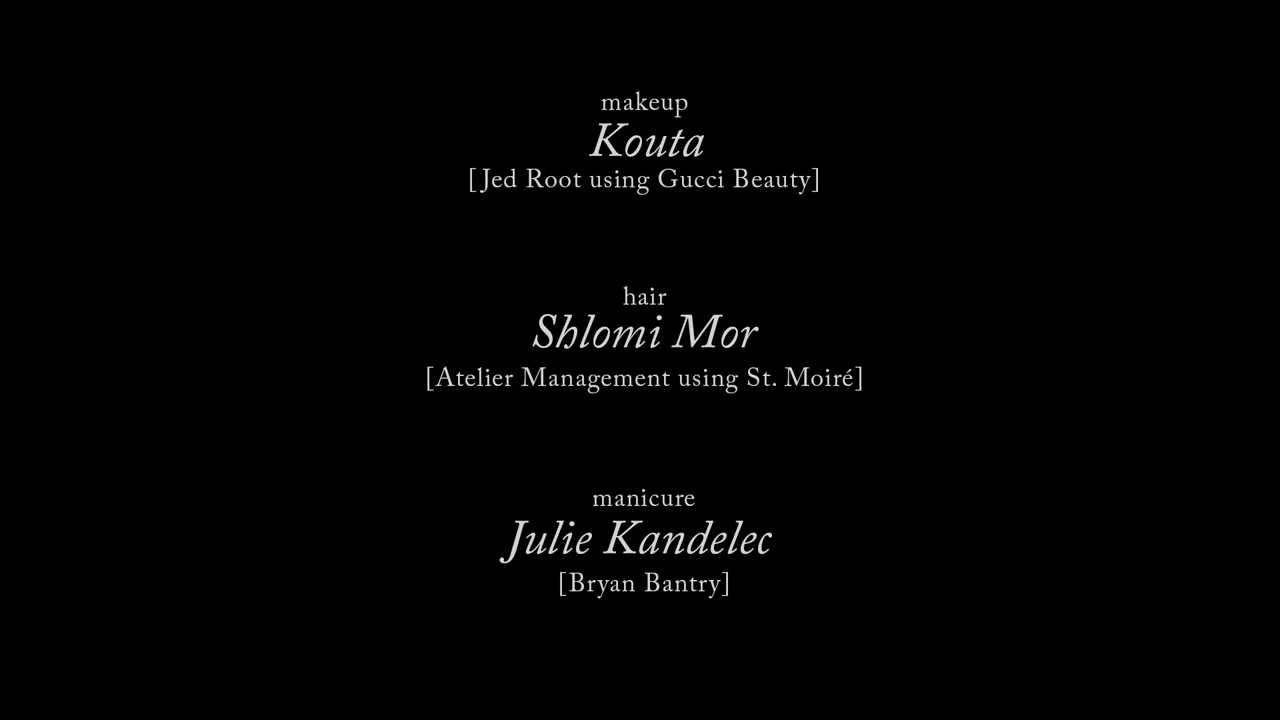 makeup
Kouta
[Jed Root using Gucci Beauty]
hair
Shlomi Mor
[Atelier Management using St. Moiré]
manicure
Julie Kandelec
[Bryan Bantry]